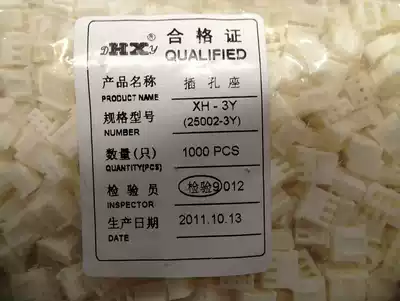 DHXY® 合格证
QUALIFIED
产品名称 插孔座
PRODUCT NAME
XH-3Y
规格型号 (25002-3Y)
NUMBER
数量(只) 1000 PCS
QUANTITY(PCS)
检验员 检验9 012
INSPECTOR
生产日期 2011.10.13
DATE